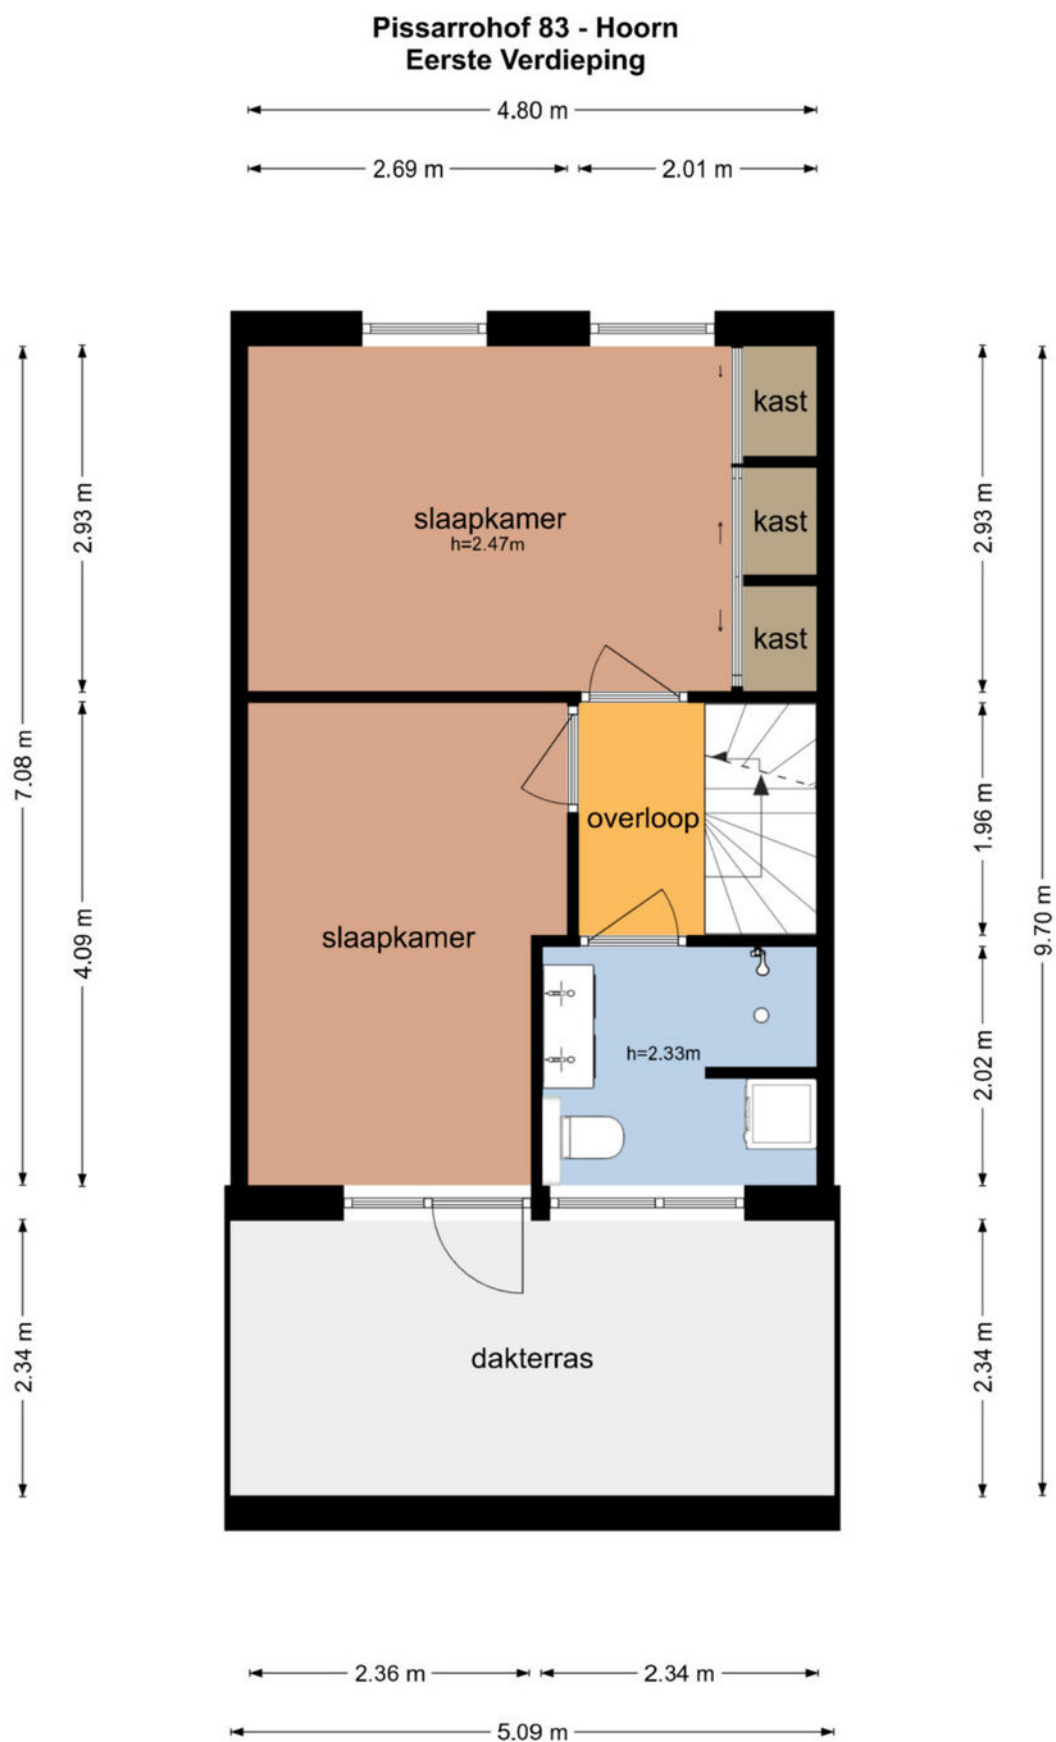 Pissarrohof 83 - Hoorn
Eerste Verdieping
4.80 m
2.69 m
2.01 m
kast
kast
kast
slaapkamer
h=2.47m
2.93 m
2.93 m
7.08 m
overloop
1.96 m
slaapkamer
4.09 m
9.70 m
h=2.33m
2.02 m
dakterras
2.34 m
2.34 m
2.36 m
2.34 m
5.09 m